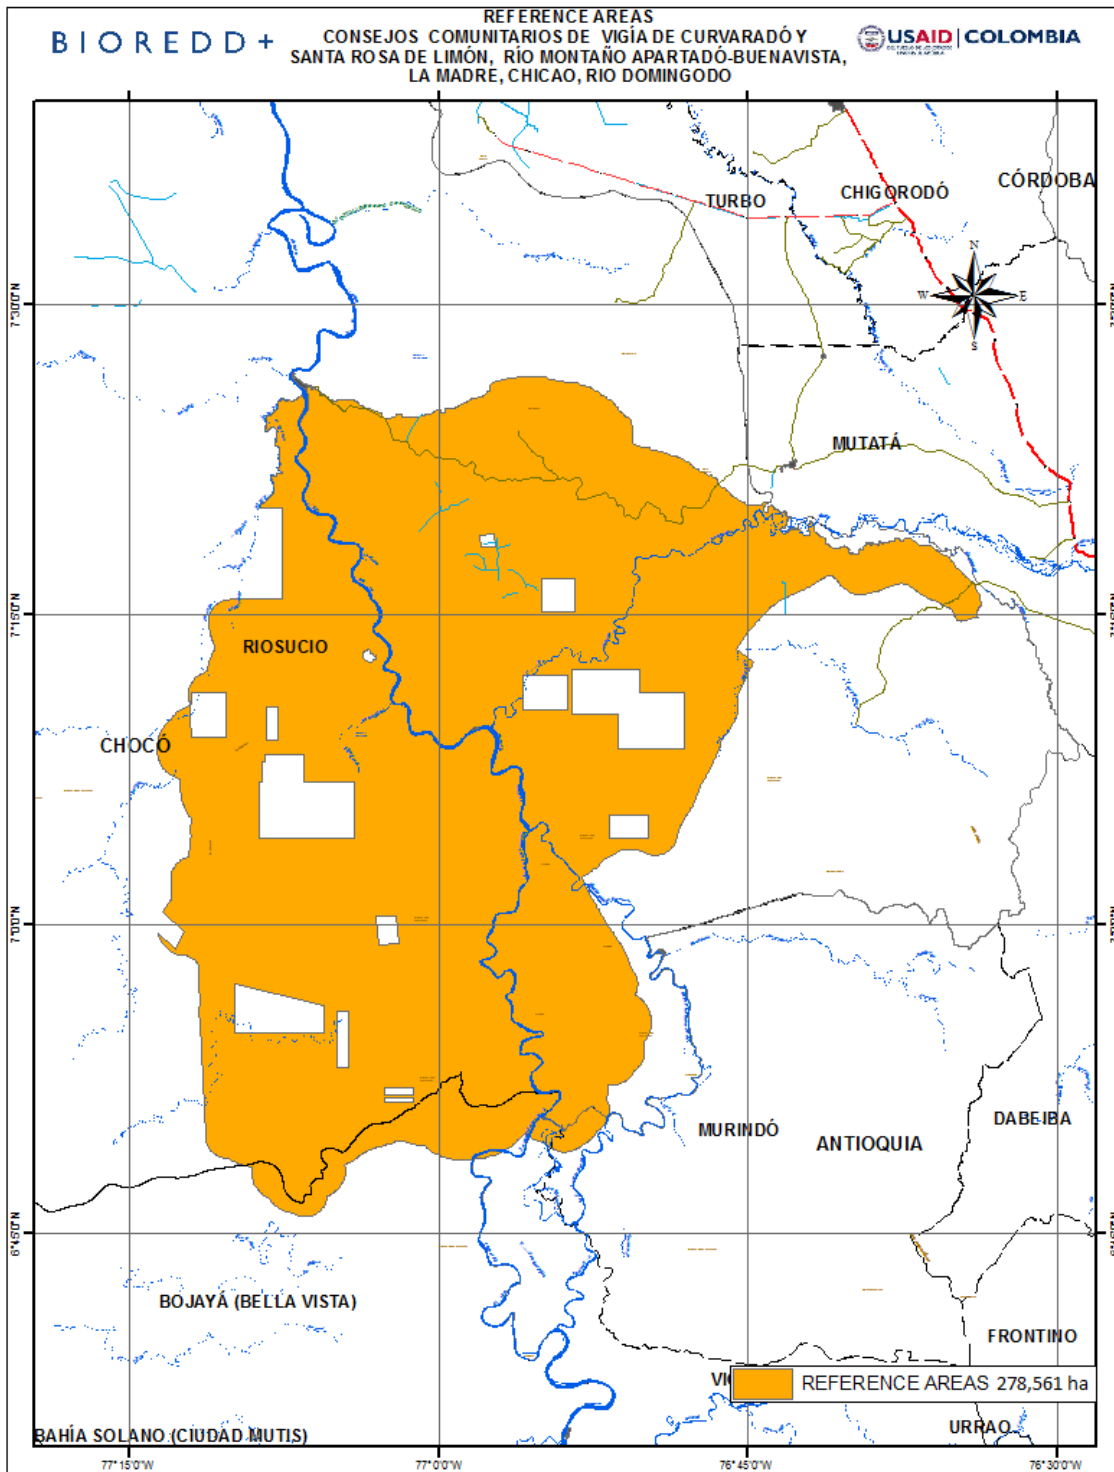 REFERENCE AREAS
CONSEJOS COMUNITARIOS DE VIGÍA DE CURVARADÓ Y
SANTA ROSA DE LIMÓN, RÍO MONTAÑO APARTADÓ-BUENAVISTA,
LA MADRE, CHICAO, RIO DOMINGODO
BIOREDD+
USAID COLOMBIA
CÓRDOBA
CHIGORODÓ
TURBO
N
W E
S
7°30'0"N
MUTATÁ
RIOSUCIO
CHOCÓ
7°0'0"N
7°0'0"N
DABEIBA
MURINDÓ
ANTIOQUIA
BOJAYÁ (BELLA VISTA)
FRONTINO
REFERENCE AREAS 278,561 ha
URRAO
BAHÍA SOLANO (CIUDAD MUTIS)
77°15'0"W
77°0'0"W
76°45'0"W
76°30'0"W